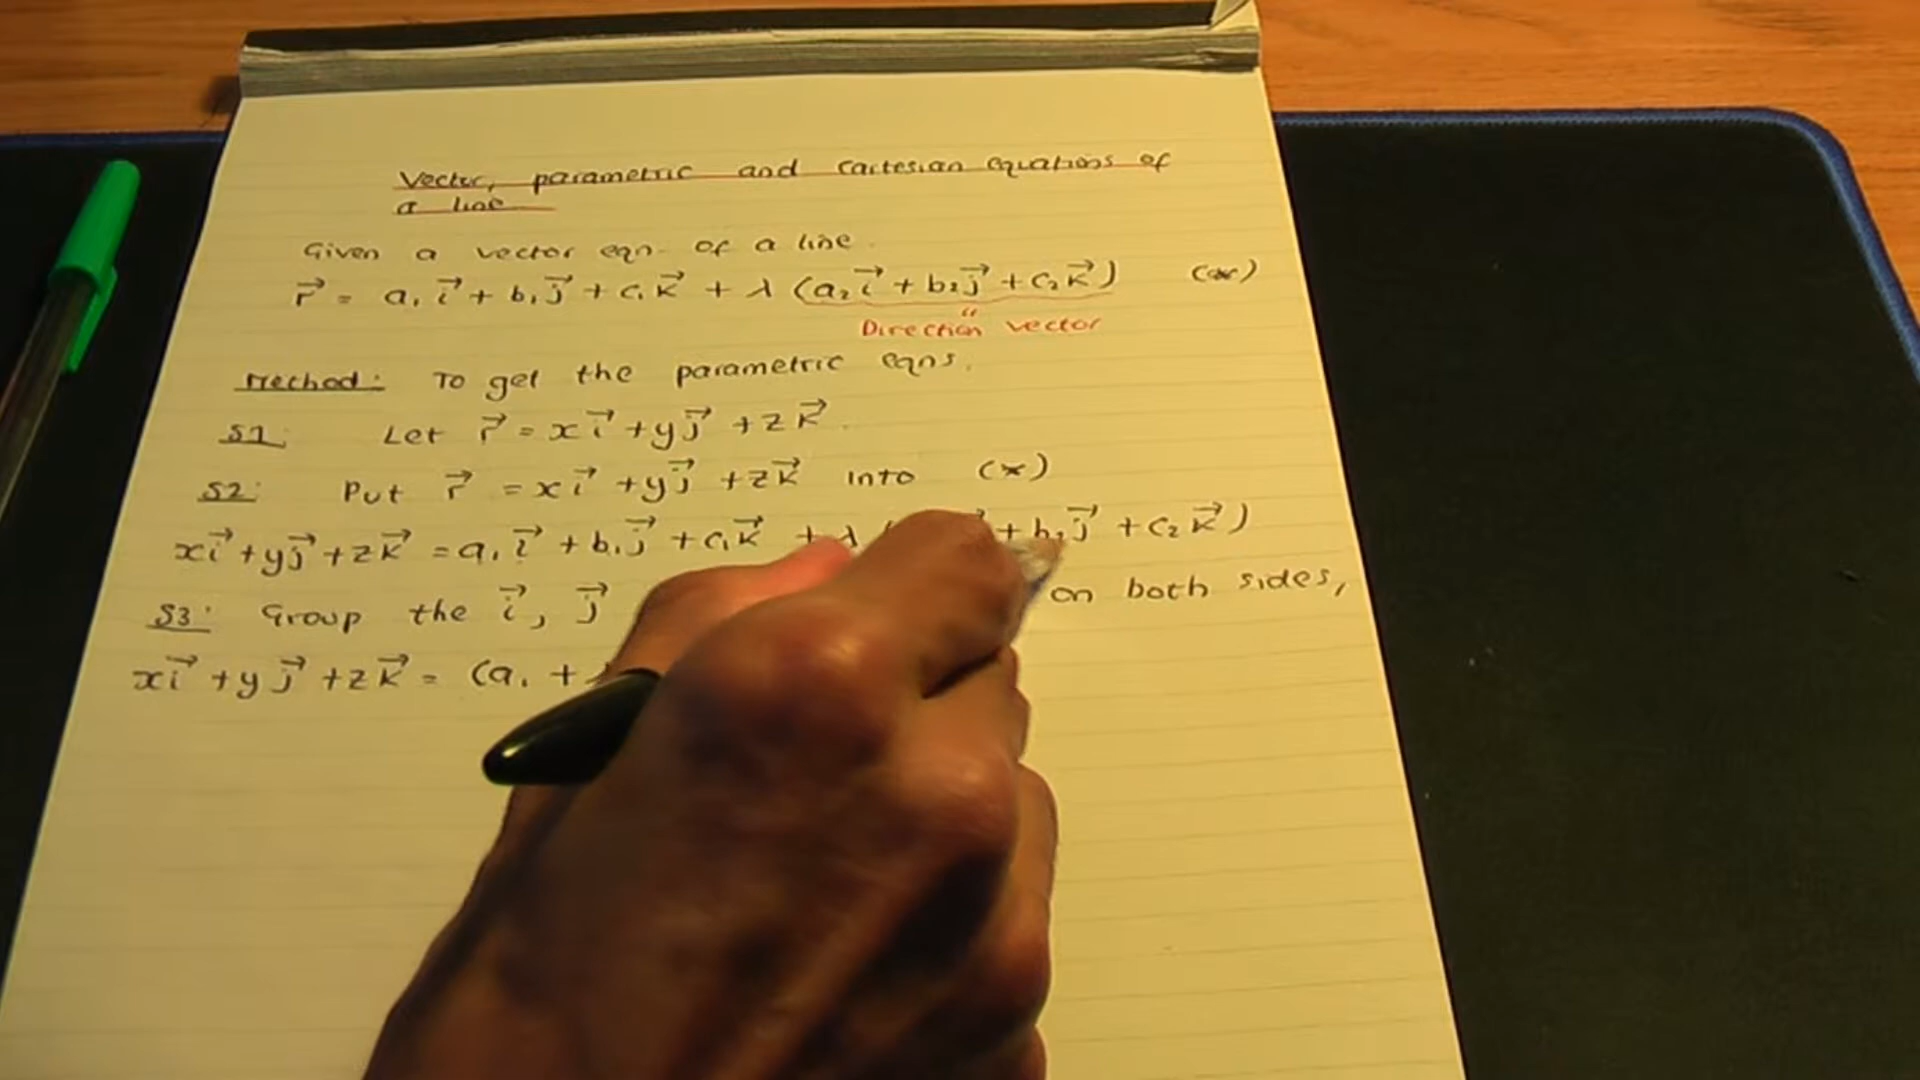 Vector, parametric and Cartesian equations of
a line
Given a vector eqn. of a line.
r⃗ = a₁i⃗ + b₁j⃗ + c₁k⃗ + λ (a₂i⃗ + b₂j⃗ + c₂k⃗) (*)
Direction vector
Method: To get the parametric eqns.
S1: Let r⃗ = xi⃗ + yj⃗ + zk⃗.
S2: Put r⃗ = xi⃗ + yj⃗ + zk⃗ into (*)
xi⃗ + yj⃗ + zk⃗ = a₁i⃗ + b₁j⃗ + c₁k⃗ + λ ( + b₂j⃗ + c₂k⃗)
S3: Group the i⃗, j⃗ on both sides,
xi⃗ + yj⃗ + zk⃗ = (a₁ +